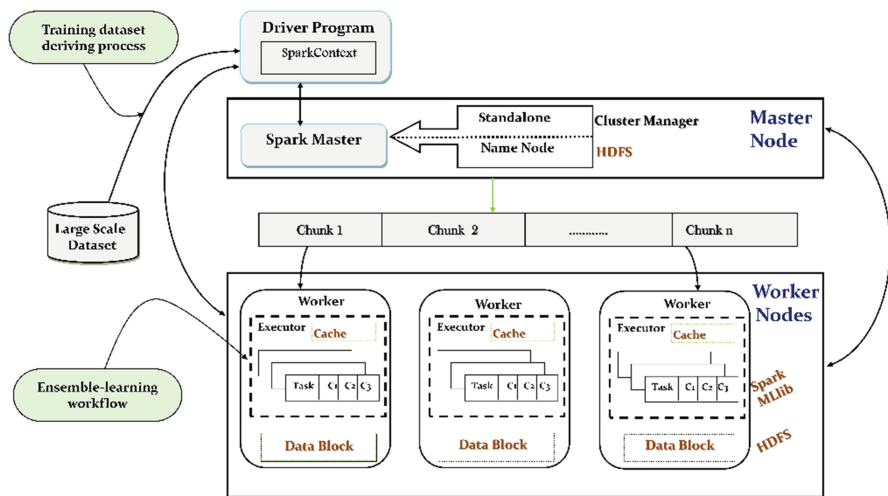 Training dataset
deriving process
Driver Program
SparkContext
Spark Master
Standalone
Name Node
Cluster Manager
HDFS
Master
Node
Large Scale
Dataset
Chunk 1
Chunk 2
............
Chunk n
Worker
Nodes
Worker
Executor
Cache
Task C1 C2 C3
Data Block
Worker
Cache
Task C1 C2 C3
Data Block
Worker
Executor
Cache
Task C1 C2 C3
Data Block
Spark
MLlib
HDFS
Ensemble-learning
workflow